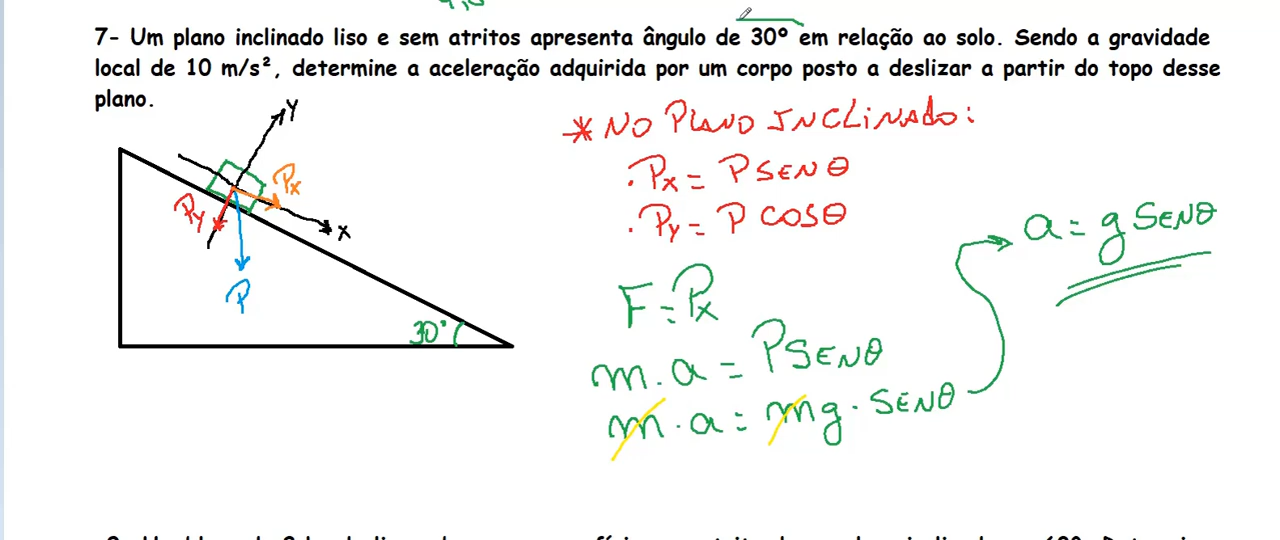 7- Um plano inclinado liso e sem atritos apresenta ângulo de 30º em relação ao solo. Sendo a gravidade
local de 10 m/s², determine a aceleração adquirida por um corpo posto a deslizar a partir do topo desse
plano.
* NO PLANO INCLINADO:
. Px = P SEN θ
. Py = P COS θ
Y
Px
Py
X
P
30°
F = Px
m . a = P SEN θ
m . a = mg . SEN θ
a = g SEN θ